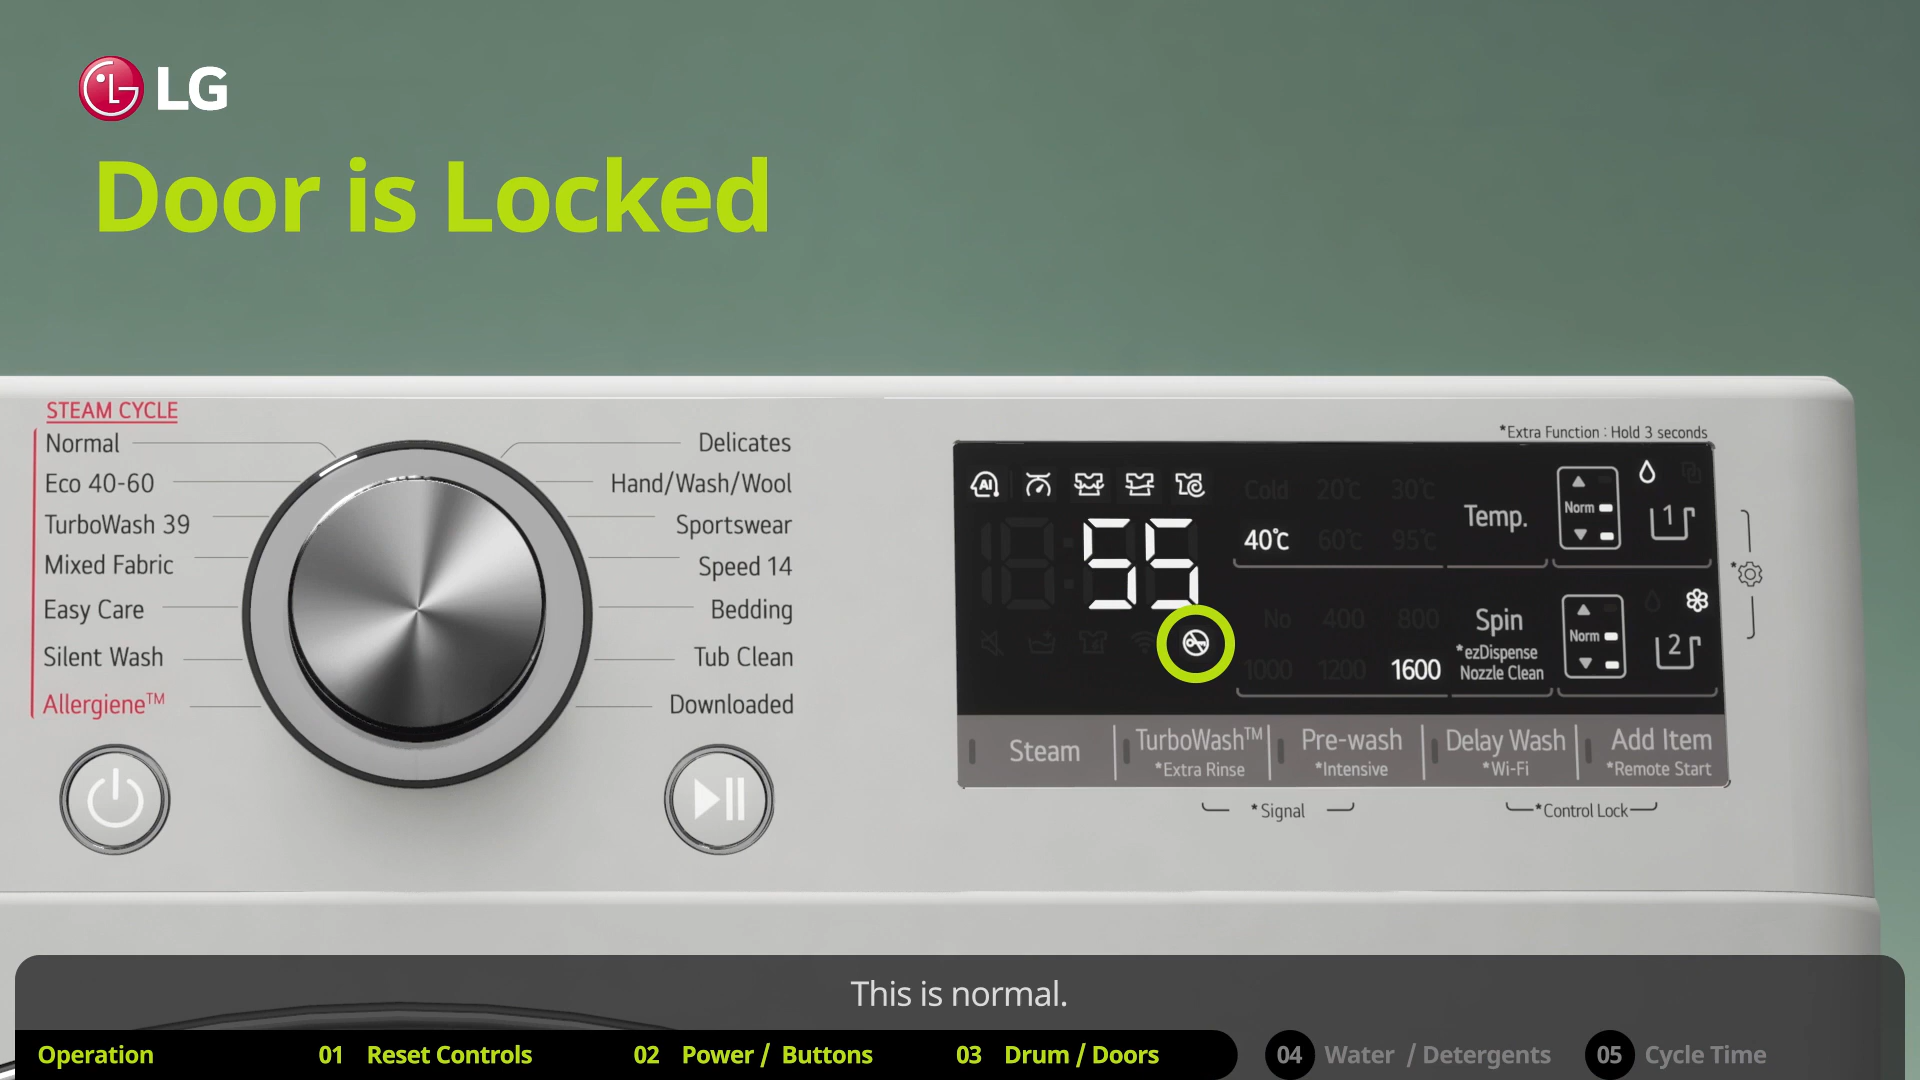 LG
Door is Locked
STEAM CYCLE
Normal
Eco 40-60
TurboWash 39
Mixed Fabric
Easy Care
Silent Wash
Allergiene™
Delicates
Hand/Wash/Wool
Sportswear
Speed 14
Bedding
Tub Clean
Downloaded
*Extra Function : Hold 3 seconds
AI
55
Cold 20℃ 30℃
40℃ 60℃ 95℃
Temp.
Norm
1
No 400 800
1000 1200 1600
Spin
*ezDispense
Nozzle Clean
Norm
2
*
Steam
TurboWash™
*Extra Rinse
Pre-wash
*Intensive
Delay Wash
*Wi-Fi
Add Item
*Remote Start
*Signal
*Control Lock
This is normal.
Operation 01 Reset Controls 02 Power / Buttons 03 Drum / Doors 04 Water / Detergents 05 Cycle Time